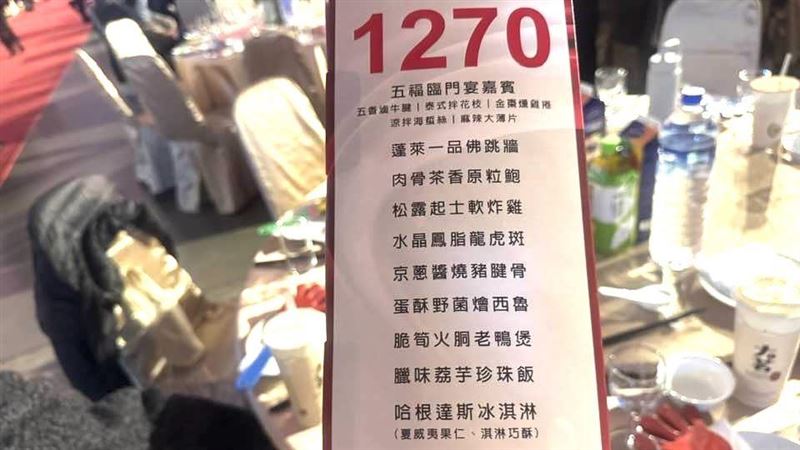 1270
五福臨門宴嘉賓
五香滷牛腱|泰式拌花枝|金棗燻雞捲
涼拌海蜇絲|麻辣大薄片
蓬萊一品佛跳牆
肉骨茶香原粒鮑
松露起士軟炸雞
水晶鳳脂龍虎斑
京蔥醬燒豬腱骨
蛋酥野菌燴西魯
脆筍火胴老鴨煲
臘味荔芋珍珠飯
哈根達斯冰淇淋
(夏威夷果仁、淇淋巧酥)